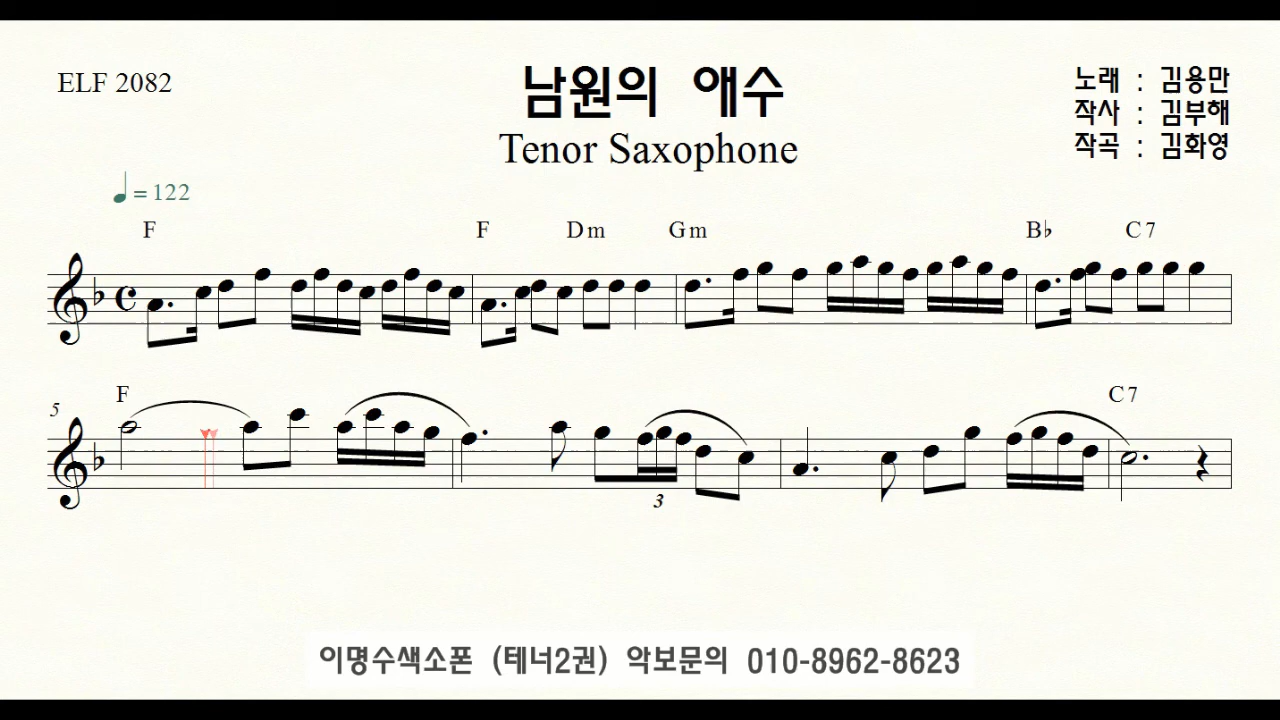 ELF 2082
남원의 애수
Tenor Saxophone
노래 : 김용만
작사 : 김부해
작곡 : 김화영
♩= 122
F F Dm Gm B♭ C7
5
F C7
3
이명수색소폰 (테너2권) 악보문의 010-8962-8623